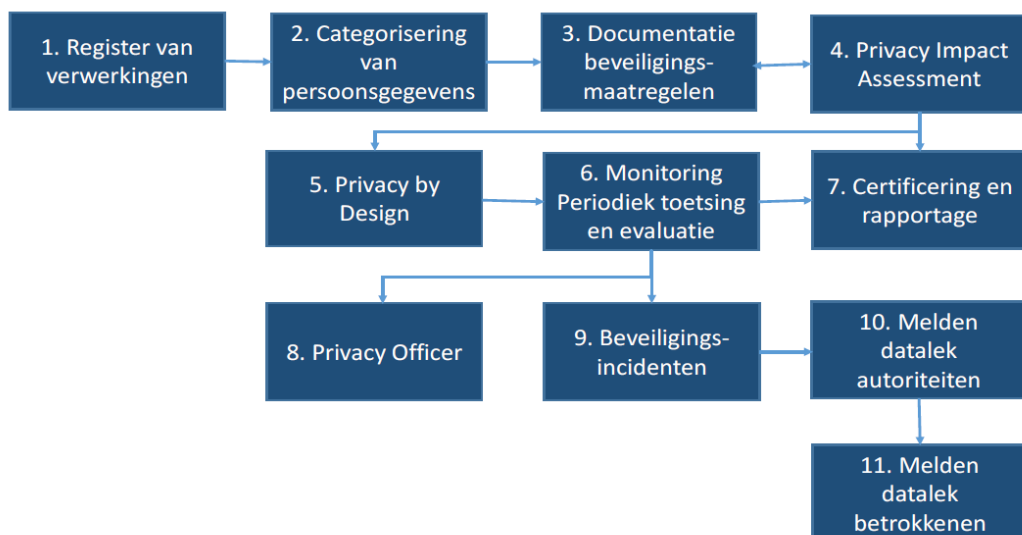 1. Register van
verwerkingen
2. Categorisering
van
persoonsgegevens
3. Documentatie
beveiligings-
maatregelen
4. Privacy Impact
Assessment
5. Privacy by
Design
6. Monitoring
Periodiek toetsing
en evaluatie
7. Certificering en
rapportage
8. Privacy Officer
9. Beveiligings-
incidenten
10. Melden
datalek
autoriteiten
11. Melden
datalek
betrokkenen